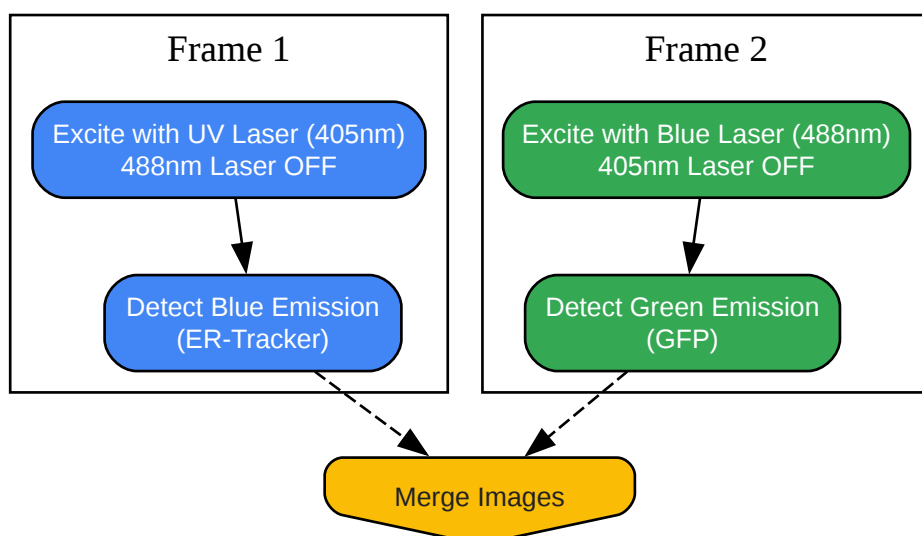 Frame 1
Excite with UV Laser (405nm)
488nm Laser OFF
Detect Blue Emission
(ER-Tracker)
Frame 2
Excite with Blue Laser (488nm)
405nm Laser OFF
Detect Green Emission
(GFP)
Merge Images